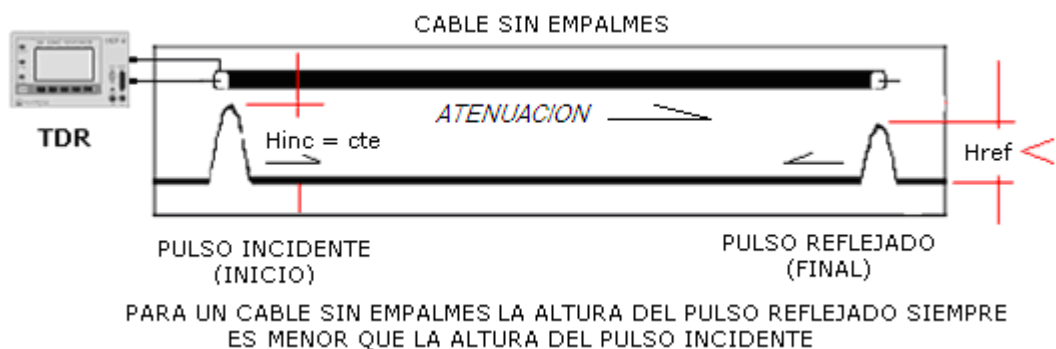 CABLE SIN EMPALMES
TDR
ATENUACION
Hinc = cte
Href <
PULSO INCIDENTE
(INICIO)
PULSO REFLEJADO
(FINAL)
PARA UN CABLE SIN EMPALMES LA ALTURA DEL PULSO REFLEJADO SIEMPRE
ES MENOR QUE LA ALTURA DEL PULSO INCIDENTE